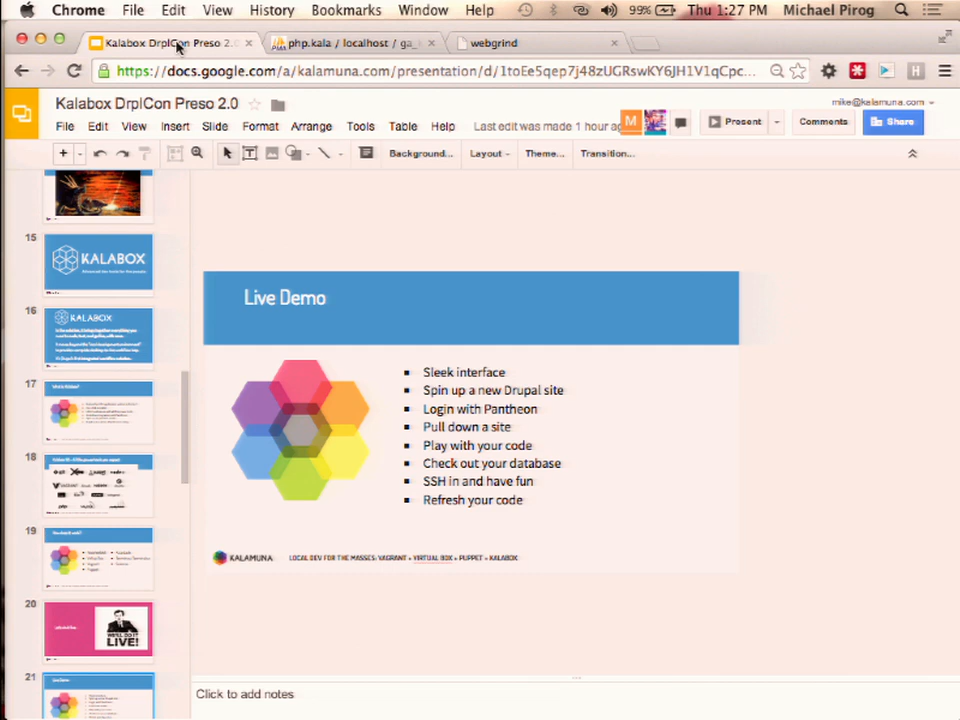 Chrome File Edit View History Bookmarks Window Help 99% Thu 1:27 PM Michael Pirog
Kalabox DrplCon Preso 2.0 php.kala / localhost / ga_ webgrind
https://docs.google.com/a/kalamuna.com/presentation/d/1toEe5qep7j48zUGRswKY6JH1V1qCpc...
Kalabox DrplCon Preso 2.0
mike@kalamuna.com
File Edit View Insert Slide Format Arrange Tools Table Help Last edit was made 1 hour ag
M Present Comments Share
Background... Layout Theme... Transition...
15
KALABOX
16
KALABOX
17
18
19
20
WE'LL DO IT
LIVE!
21
Live Demo
Live Demo
Sleek interface
Spin up a new Drupal site
Login with Pantheon
Pull down a site
Play with your code
Check out your database
SSH in and have fun
Refresh your code
KALAMUNA LOCAL DEV FOR THE MASSES: VAGRANT + VIRTUAL BOX + PUPPET = KALABOX
Click to add notes